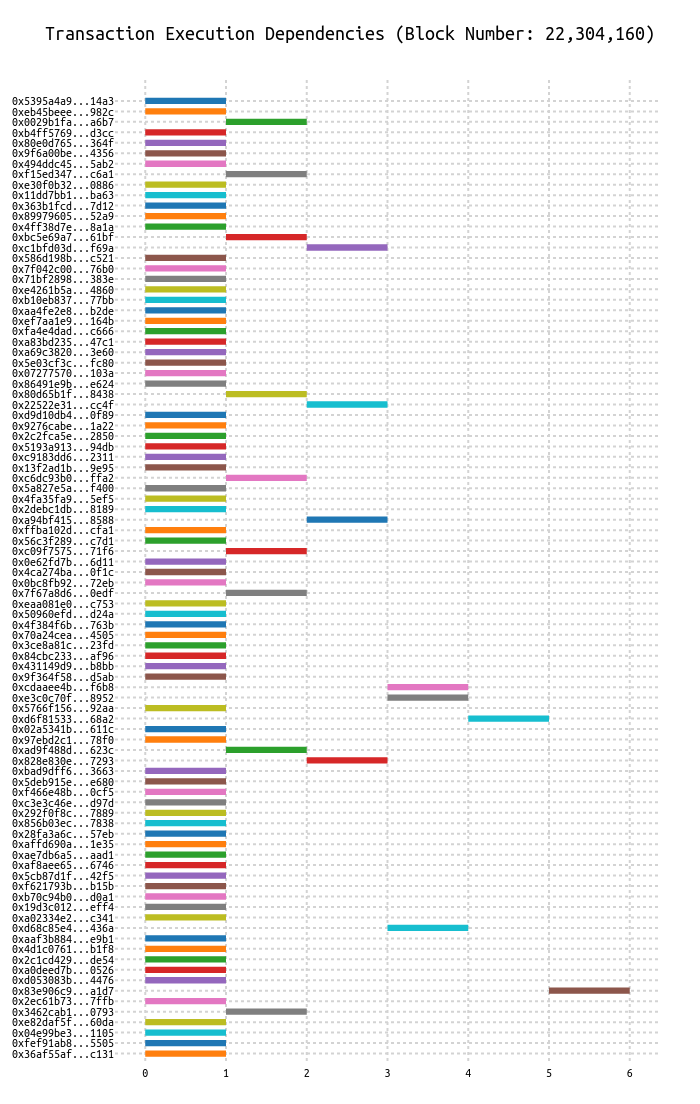 Transaction Execution Dependencies (Block Number: 22,304,160)
0x5395a4a9...14a3
0xeb45beee...982c
0x0029b1fa...a6b7
0xb4ff5769...d3cc
0x80e0d765...364f
0x9f6a00be...4356
0x494ddc45...5ab2
0xf15ed347...c6a1
0xe30f0b32...0886
0x11dd7bb1...ba63
0x363b1fcd...7d12
0x89979605...52a9
0x4ff38d7e...8a1a
0xbc5e69a7...61bf
0xc1bfd03d...f69a
0x586d198b...c521
0x7f042c00...76b0
0x71bf2898...383e
0xe4261b5a...4860
0xb10eb837...77bb
0xaa4fe2e8...b2de
0xef7aa1e9...164b
0xfa4e4dad...c666
0xa83bd235...47c1
0xa69c3820...3e60
0x5e03cf3c...fc80
0x07277570...103a
0x86491e9b...e624
0x80d65b1f...8438
0x22522e31...cc4f
0xd9d10db4...0f89
0x9276cabe...1a22
0x2c2fca5e...2850
0x5193a913...94db
0xc9183dd6...2311
0x13f2ad1b...9e95
0xc6dc93b0...ffa2
0x5a827e5a...f400
0x4fa35fa9...5ef5
0x2debc1db...8189
0xa94bf415...8588
0xffba102d...cfa1
0x56c3f289...c7d1
0xc09f7575...71f6
0x0e62fd7b...6d11
0x4ca274ba...0f1c
0x0bc8fb92...72eb
0x7f67a8d6...0edf
0xeaa081e0...c753
0x50960efd...d24a
0x4f384f6b...763b
0x70a24cea...4505
0x3ce8a81c...23fd
0x84cbc233...af96
0x431149d9...b8bb
0x9f364f58...d5ab
0xcdaaee4b...f6b8
0xe3c0c70f...8952
0x5766f156...92aa
0xd6f81533...68a2
0x02a5341b...611c
0x97ebd2c1...78f0
0xad9f488d...623c
0x828e830e...7293
0xbad9dff6...3663
0x5deb915e...e680
0xf466e48b...0cf5
0xc3e3c46e...d97d
0x292f0f8c...7889
0x856b03ec...7838
0x28fa3a6c...57eb
0xaffd690a...1e35
0xae7db6a5...aad1
0xaf8aee65...6746
0x5cb87d1f...42f5
0xf621793b...b15b
0xb70c94b0...d0a1
0x19d3c012...eff4
0xa02334e2...c341
0xd68c85e4...436a
0xaaf3b884...e9b1
0x4d1c0761...b1f8
0x2c1cd429...de54
0xa0deed7b...0526
0xd053083b...4476
0x83e906c9...a1d7
0x2ec61b73...7ffb
0x3462cab1...0793
0xe82daf5f...60da
0x04e99be3...1105
0xfef91ab8...5505
0x36af55af...c131
0 1 2 3 4 5 6